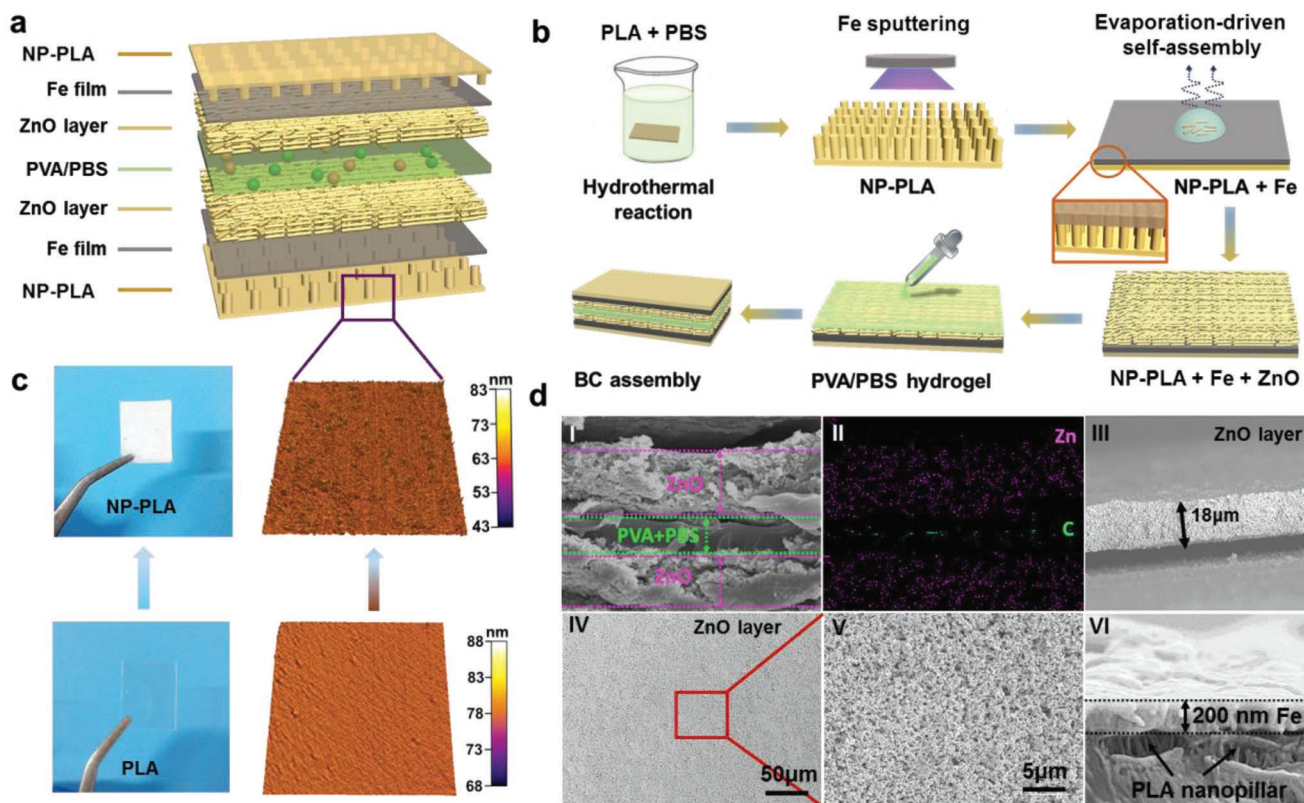 a
NP-PLA
Fe film
ZnO layer
PVA/PBS
ZnO layer
Fe film
NP-PLA
b
PLA + PBS
Hydrothermal
reaction
Fe sputtering
NP-PLA
Evaporation-driven
self-assembly
NP-PLA + Fe
NP-PLA + Fe + ZnO
PVA/PBS hydrogel
BC assembly
c
NP-PLA
PLA
nm
83
73
63
53
43
nm
88
83
78
73
68
d
I
ZnO
PVA+PBS
ZnO
II
Zn
C
III
ZnO layer
18μm
IV
ZnO layer
50μm
V
5μm
VI
200 nm Fe
PLA nanopillar